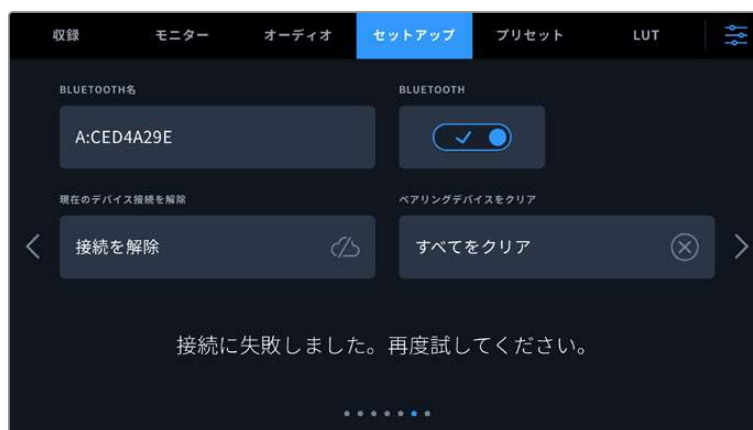 収録 モニター オーディオ セットアップ プリセット LUT
BLUETOOTH名 BLUETOOTH
A:CED4A29E
現在のデバイス接続を解除 ペアリングデバイスをクリア
接続を解除 すべてをクリア
接続に失敗しました。再度試してください。